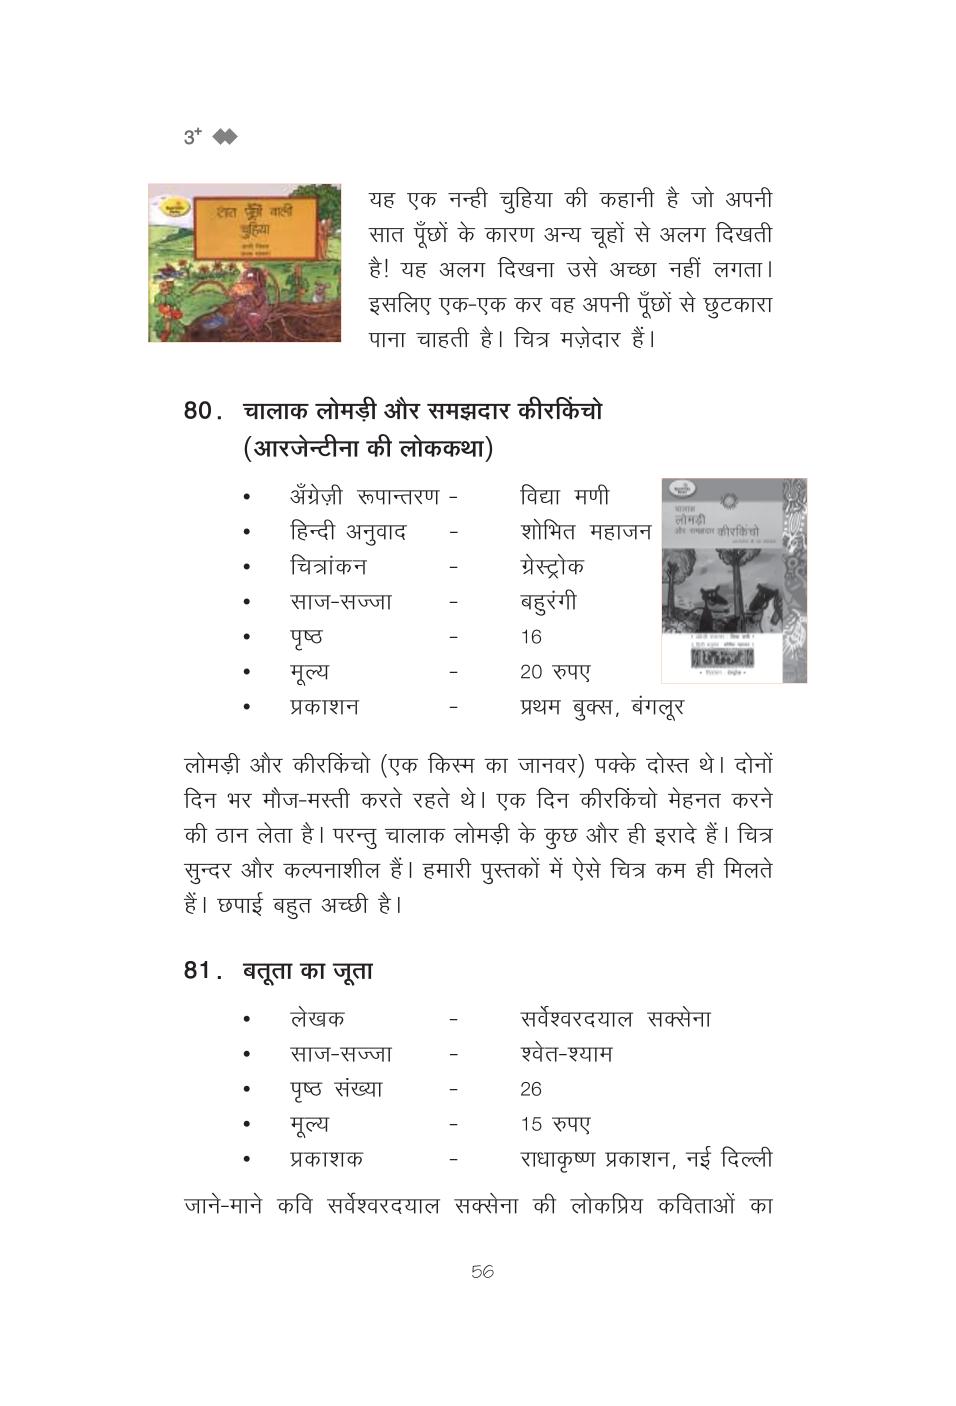 3+
सात पूँछों वाली
चुहिया
यह एक नन्ही चुहिया की कहानी है जो अपनी
सात पूँछों के कारण अन्य चूहों से अलग दिखती
है! यह अलग दिखना उसे अच्छा नहीं लगता।
इसलिए एक-एक कर वह अपनी पूँछों से छुटकारा
पाना चाहती है। चित्र मज़ेदार हैं।
80. चालाक लोमड़ी और समझदार कीरकिंचो
(आरजेन्टीना की लोककथा)
• अँग्रेज़ी रूपान्तरण - विद्या मणी
• हिन्दी अनुवाद - शोभित महाजन
• चित्रांकन - ग्रेस्ट्रोक
• साज-सज्जा - बहुरंगी
• पृष्ठ - 16
• मूल्य - 20 रुपए
• प्रकाशन - प्रथम बुक्स, बंगलूर
चालाक
लोमड़ी
और समझदार कीरकिंचो
लोमड़ी और कीरकिंचो (एक किस्म का जानवर) पक्के दोस्त थे। दोनों
दिन भर मौज-मस्ती करते रहते थे। एक दिन कीरकिंचो मेहनत करने
की ठान लेता है। परन्तु चालाक लोमड़ी के कुछ और ही इरादे हैं। चित्र
सुन्दर और कल्पनाशील हैं। हमारी पुस्तकों में ऐसे चित्र कम ही मिलते
हैं। छपाई बहुत अच्छी है।
81. बतूता का जूता
• लेखक - सर्वेश्वरदयाल सक्सेना
• साज-सज्जा - श्वेत-श्याम
• पृष्ठ संख्या - 26
• मूल्य - 15 रुपए
• प्रकाशक - राधाकृष्ण प्रकाशन, नई दिल्ली
जाने-माने कवि सर्वेश्वरदयाल सक्सेना की लोकप्रिय कविताओं का
56